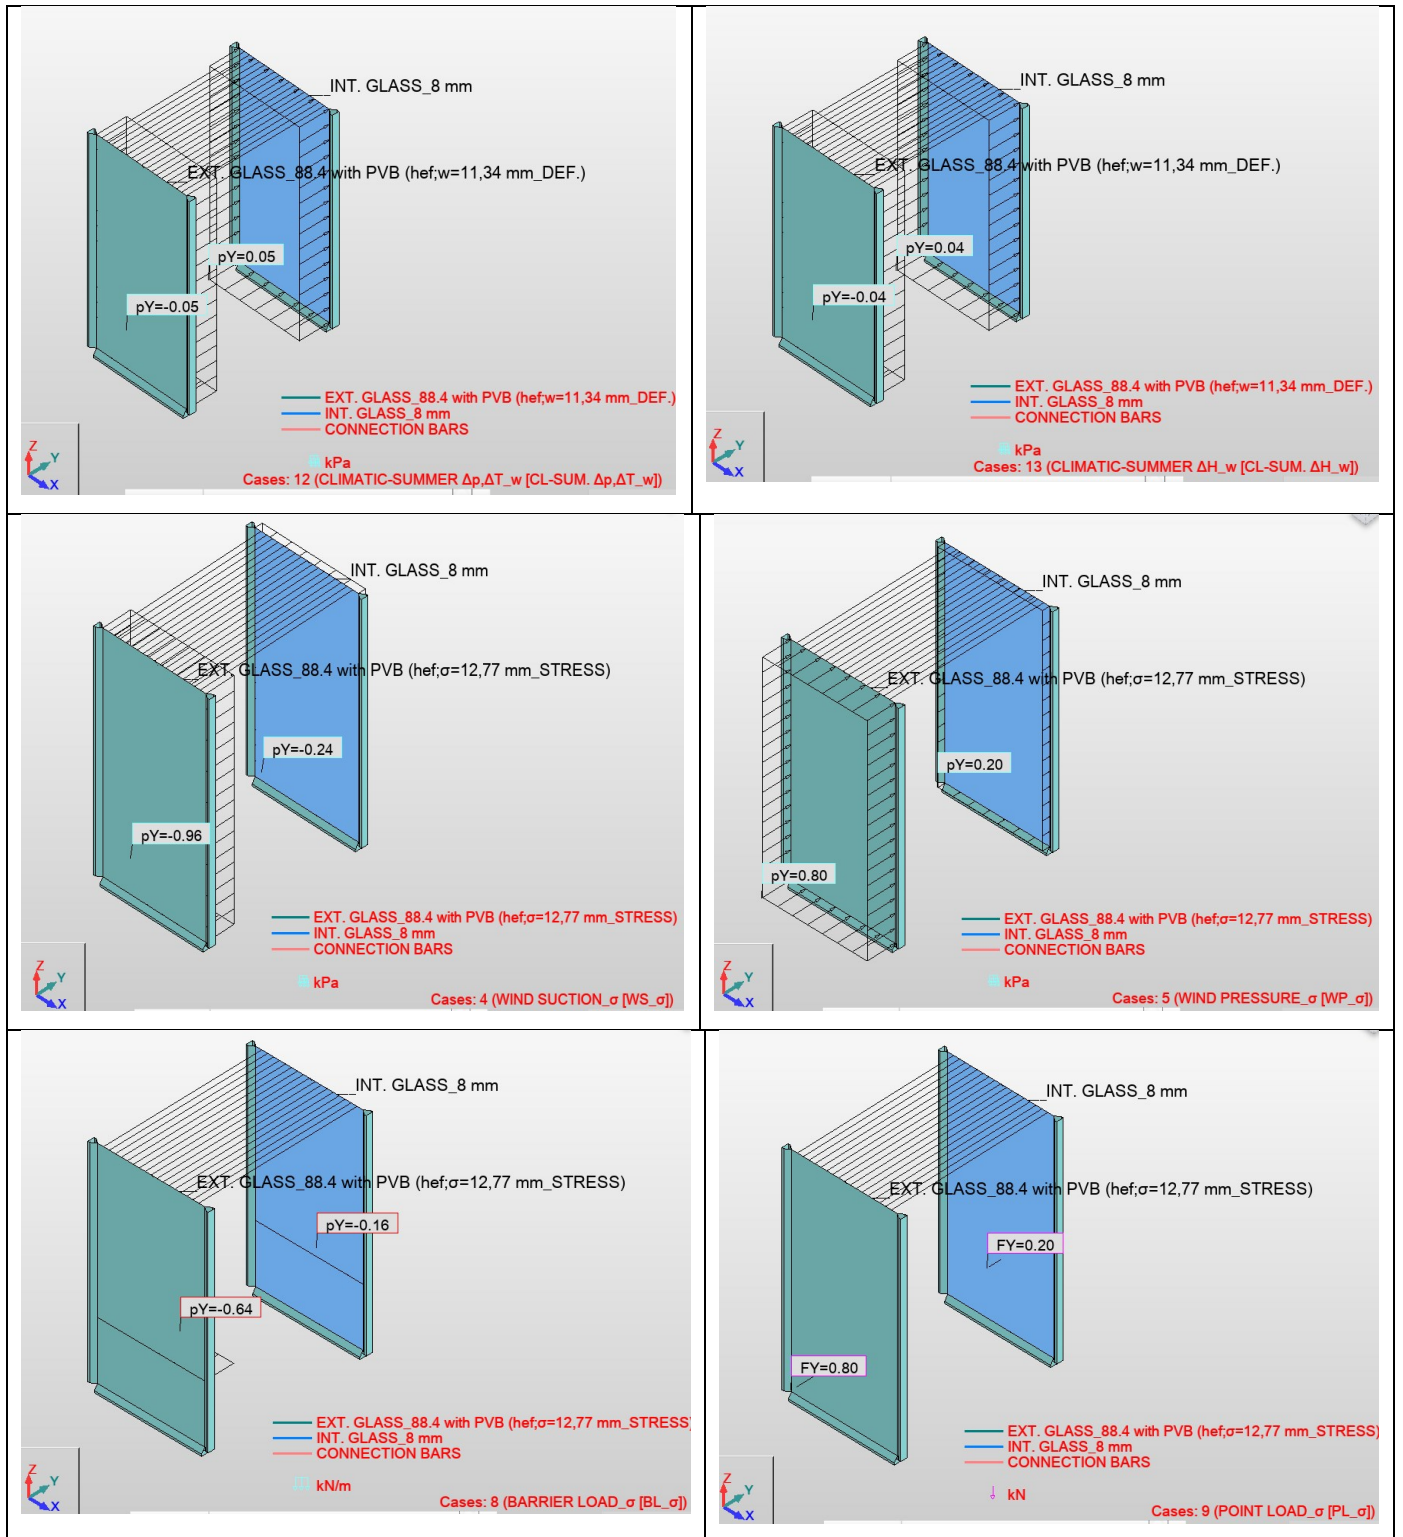 INT. GLASS_8 mm
EXT. GLASS_88.4 with PVB (hef;w=11,34 mm_DEF.)
pY=0.05
pY=-0.05
EXT. GLASS_88.4 with PVB (hef;w=11,34 mm_DEF.)
INT. GLASS_8 mm
CONNECTION BARS
kPa
Z
Y
X
Cases: 12 (CLIMATIC-SUMMER Δp,ΔT_w [CL-SUM. Δp,ΔT_w])
INT. GLASS_8 mm
EXT. GLASS_88.4 with PVB (hef;w=11,34 mm_DEF.)
pY=0.04
pY=-0.04
EXT. GLASS_88.4 with PVB (hef;w=11,34 mm_DEF.)
INT. GLASS_8 mm
CONNECTION BARS
kPa
Z
Y
X
Cases: 13 (CLIMATIC-SUMMER ΔH_w [CL-SUM. ΔH_w])
INT. GLASS_8 mm
EXT. GLASS_88.4 with PVB (hef;σ=12,77 mm_STRESS)
pY=-0.24
pY=-0.96
EXT. GLASS_88.4 with PVB (hef;σ=12,77 mm_STRESS)
INT. GLASS_8 mm
CONNECTION BARS
kPa
Z
Y
X
Cases: 4 (WIND SUCTION_σ [WS_σ])
INT. GLASS_8 mm
EXT. GLASS_88.4 with PVB (hef;σ=12,77 mm_STRESS)
pY=0.20
pY=0.80
EXT. GLASS_88.4 with PVB (hef;σ=12,77 mm_STRESS)
INT. GLASS_8 mm
CONNECTION BARS
kPa
Z
Y
X
Cases: 5 (WIND PRESSURE_σ [WP_σ])
INT. GLASS_8 mm
EXT. GLASS_88.4 with PVB (hef;σ=12,77 mm_STRESS)
pY=-0.16
pY=-0.64
EXT. GLASS_88.4 with PVB (hef;σ=12,77 mm_STRESS)
INT. GLASS_8 mm
CONNECTION BARS
kN/m
Z
Y
X
Cases: 8 (BARRIER LOAD_σ [BL_σ])
INT. GLASS_8 mm
EXT. GLASS_88.4 with PVB (hef;σ=12,77 mm_STRESS)
FY=0.20
FY=0.80
EXT. GLASS_88.4 with PVB (hef;σ=12,77 mm_STRESS)
INT. GLASS_8 mm
CONNECTION BARS
kN
Z
Y
X
Cases: 9 (POINT LOAD_σ [PL_σ])